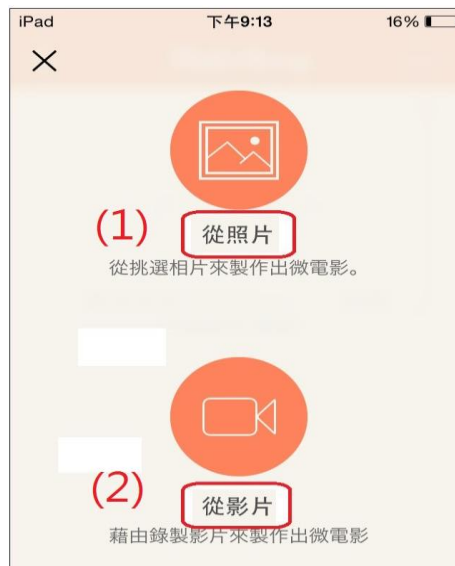 iPad 下午9:13 16%
(1)
從照片
從挑選相片來製作出微電影。
(2)
從影片
藉由錄製影片來製作出微電影